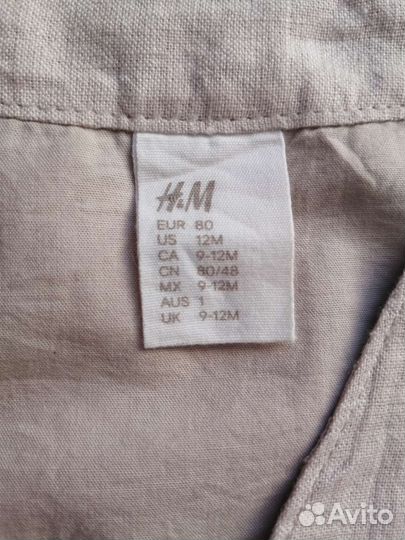 H&M
EUR 80
US 12M
CA 9-12M
CN 80/48
MX 9-12M
AUS 1
UK 9-12M
Avito